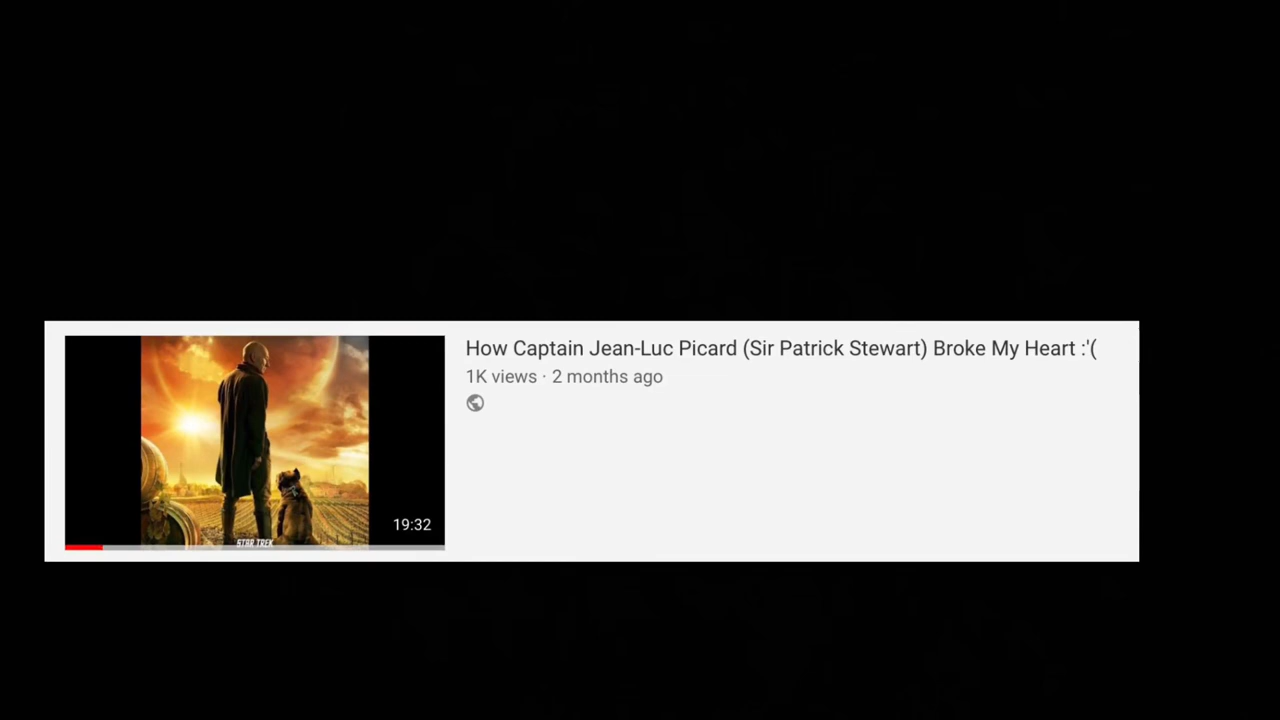 How Captain Jean-Luc Picard (Sir Patrick Stewart) Broke My Heart :'(
1K views · 2 months ago
19:32
STAR TREK